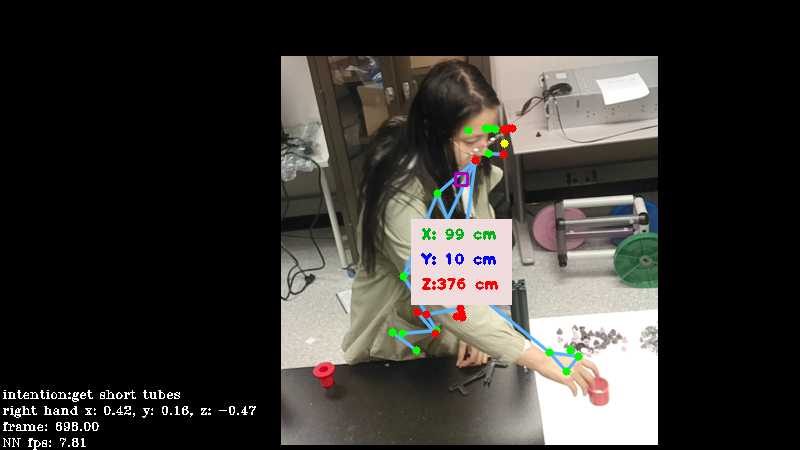 X: 99 cm
Y: 10 cm
Z:376 cm
intention:get short tubes
right hand x: 0.42, y: 0.16, z: −0.47
frame: 698.00
NN fps: 7.81